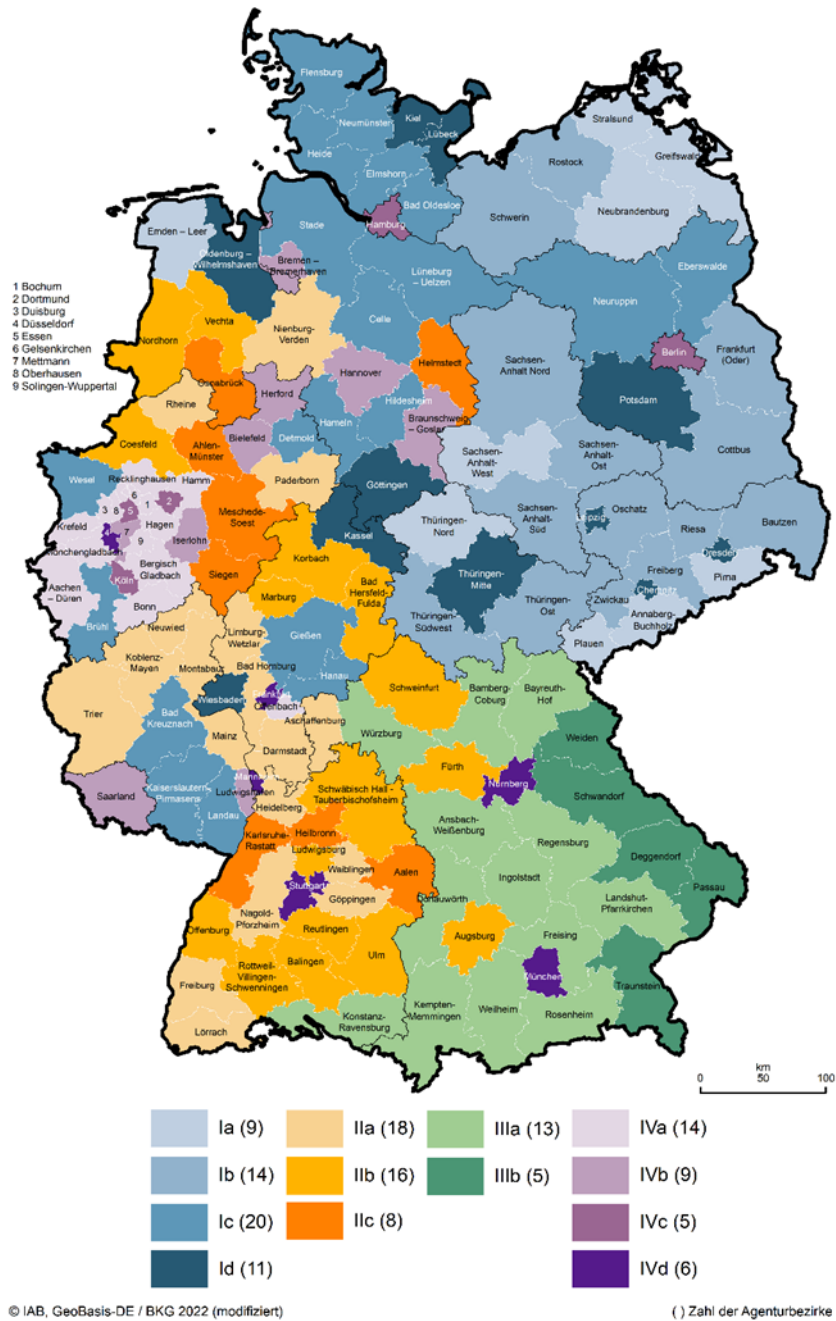 Flensburg
Kiel
Neumünster
Lübeck
Heide
Stralsund
Rostock
Greifswald
Elmshorn
Bad Oldesloe
Schwerin
Neubrandenburg
Emden – Leer
Stade
Hamburg
Oldenburg –
Wilhelmshaven
Bremen –
Bremerhaven
Lüneburg
– Uelzen
Eberswalde
1 Bochum
2 Dortmund
3 Duisburg
4 Düsseldorf
5 Essen
6 Gelsenkirchen
7 Mettmann
8 Oberhausen
9 Solingen-Wuppertal
Neuruppin
Vechta
Nienburg-
Verden
Celle
Nordhorn
Berlin
Frankfurt
(Oder)
Helmstedt
Sachsen-
Anhalt Nord
Osnabrück
Hannover
Potsdam
Herford
Hildesheim
Rheine
Hameln
Braunschweig
– Goslar
Bielefeld
Detmold
Coesfeld
Ahlen-
Münster
Sachsen-
Anhalt-
West
Sachsen-
Anhalt-
Ost
Cottbus
Wesel
Recklinghausen
Hamm
Paderborn
Göttingen
6
1
2
3
8
5
Krefeld
Hagen
Meschede-
Soest
Sachsen-
Anhalt-
Süd
Leipzig
Oschatz
Thüringen-
Nord
Kassel
Riesa
Bautzen
7
9
Iserlohn
Mönchengladbach
Korbach
Dresden
Bergisch
Gladbach
Köln
Siegen
Thüringen-
Mitte
Freiberg
Pirna
Aachen
– Düren
Bonn
Marburg
Bad
Hersfeld-
Fulda
Chemnitz
Zwickau
Thüringen-
Ost
Annaberg-
Buchholz
Thüringen-
Südwest
Brühl
Neuwied
Limburg-
Wetzlar
Gießen
Plauen
Koblenz-
Mayen
Montabaur
Bad Homburg
Hanau
Schweinfurt
Bamberg-
Coburg
Bayreuth-
Hof
Frankfurt
Offenbach
Wiesbaden
Trier
Bad
Kreuznach
Aschaffenburg
Würzburg
Mainz
Weiden
Darmstadt
Fürth
Mannheim
Saarland
Kaiserslautern-
Pirmasens
Ludwigshafen
Nürnberg
Schwäbisch Hall -
Tauberbischofsheim
Schwandorf
Heidelberg
Landau
Ansbach-
Weißenburg
Karlsruhe-
Rastatt
Heilbronn
Regensburg
Ludwigsburg
Deggendorf
Waiblingen
Aalen
Ingolstadt
Passau
Stuttgart
Göppingen
Donauwörth
Landshut-
Pfarrkirchen
Nagold-
Pforzheim
Offenburg
Reutlingen
Augsburg
Freising
Ulm
Balingen
Rottweil-
Villingen-
Schwenningen
München
Traunstein
Freiburg
Kempten-
Memmingen
Weilheim
Rosenheim
Konstanz-
Ravensburg
Lörrach
km
0 50 100
Ia (9)
IIa (18)
IIIa (13)
IVa (14)
Ib (14)
IIb (16)
IIIb (5)
IVb (9)
Ic (20)
IIc (8)
IVc (5)
Id (11)
IVd (6)
© IAB, GeoBasis-DE / BKG 2022 (modifiziert)
( ) Zahl der Agenturbezirke